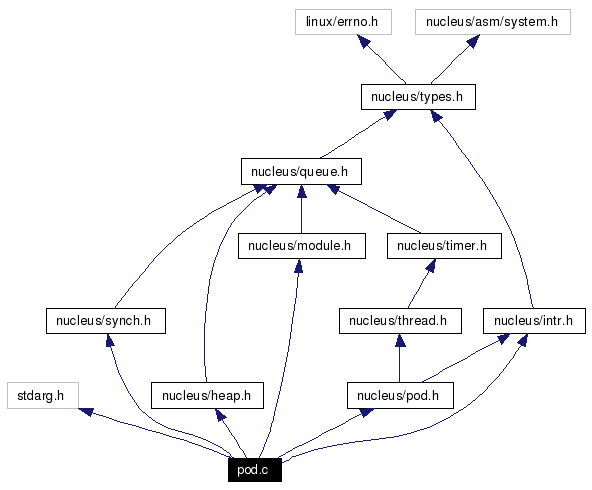 linux/errno.h
nucleus/asm/system.h
nucleus/types.h
nucleus/queue.h
nucleus/module.h
nucleus/timer.h
nucleus/synch.h
nucleus/thread.h
nucleus/intr.h
stdarg.h
nucleus/heap.h
nucleus/pod.h
pod.c